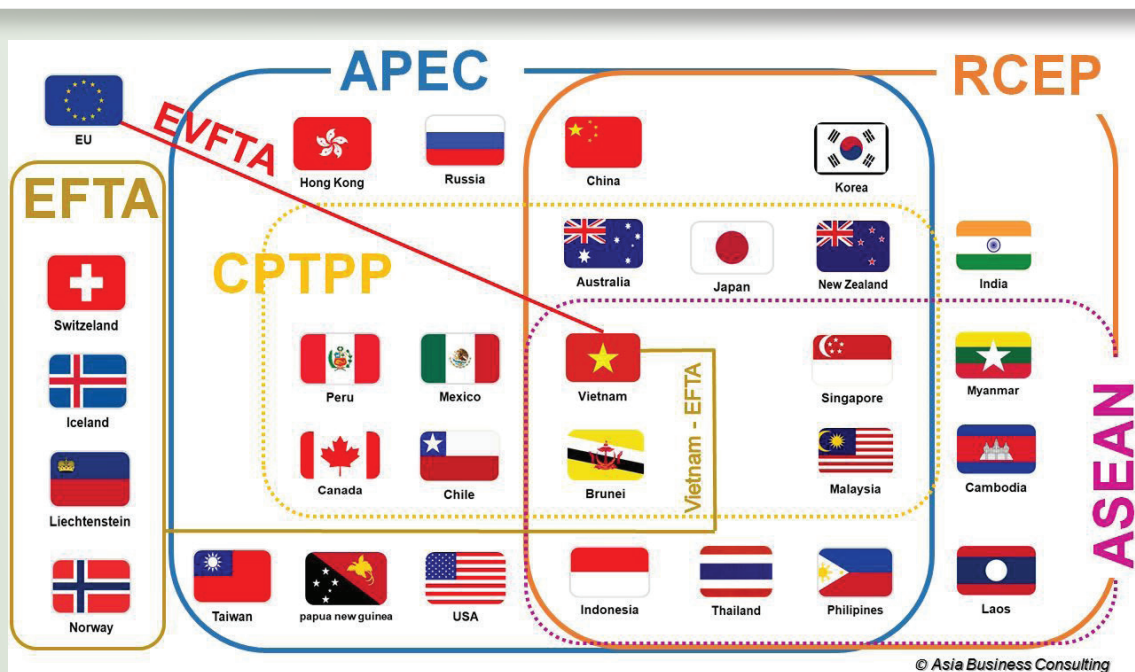 APEC
RCEP
EU
EVFTA
Hong Kong
Russia
China
Korea
EFTA
CPTPP
Australia
Japan
New Zealand
India
Switzeland
Peru
Mexico
Vietnam
Singapore
Myanmar
Iceland
Vietnam - EFTA
ASEAN
Canada
Chile
Brunei
Malaysia
Cambodia
Liechtenstein
Norway
Taiwan
papua new guinea
USA
Indonesia
Thailand
Philipines
Laos
© Asia Business Consulting